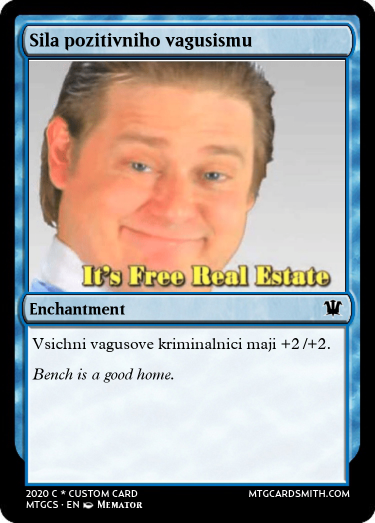 Sila pozitivniho vagusismu
It's Free Real Estate
Enchantment
Vsichni vagusove kriminalnici maji +2/+2.
Bench is a good home.
2020 C * CUSTOM CARD
MTGCARDSMITH.COM
MTGCS · EN Memator